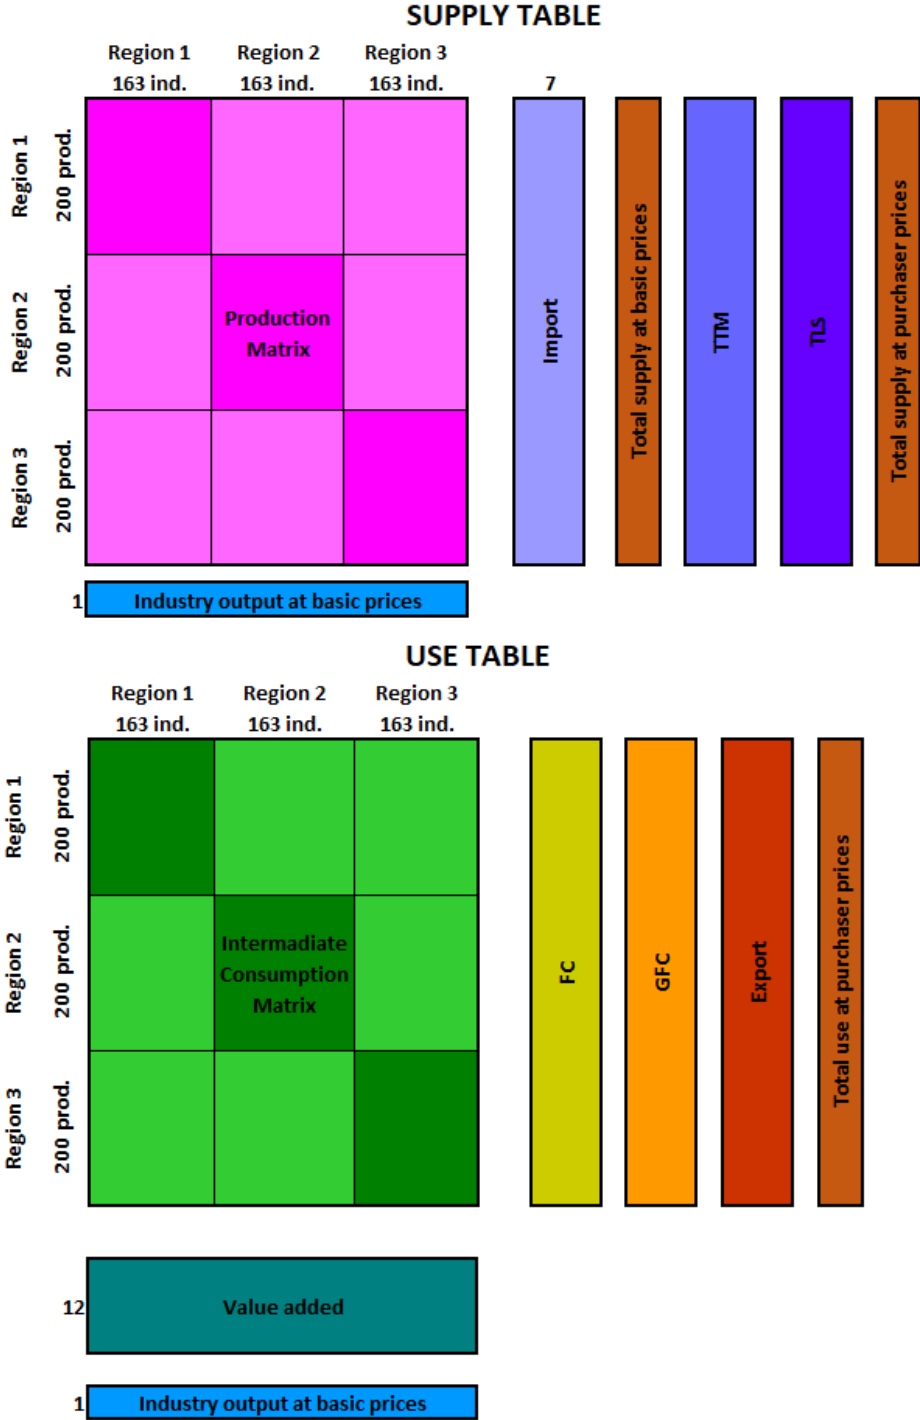 SUPPLY TABLE
Region 1 Region 2 Region 3
163 ind. 163 ind. 163 ind. 7
Region 1
200 prod.
Region 2
200 prod.
Region 3
200 prod.
Production
Matrix
Import
Total supply at basic prices
TTM
TLS
Total supply at purchaser prices
1 Industry output at basic prices
USE TABLE
Region 1 Region 2 Region 3
163 ind. 163 ind. 163 ind.
Region 1
200 prod.
Region 2
200 prod.
Region 3
200 prod.
Intermadiate
Consumption
Matrix
FC
GFC
Export
Total use at purchaser prices
12 Value added
1 Industry output at basic prices